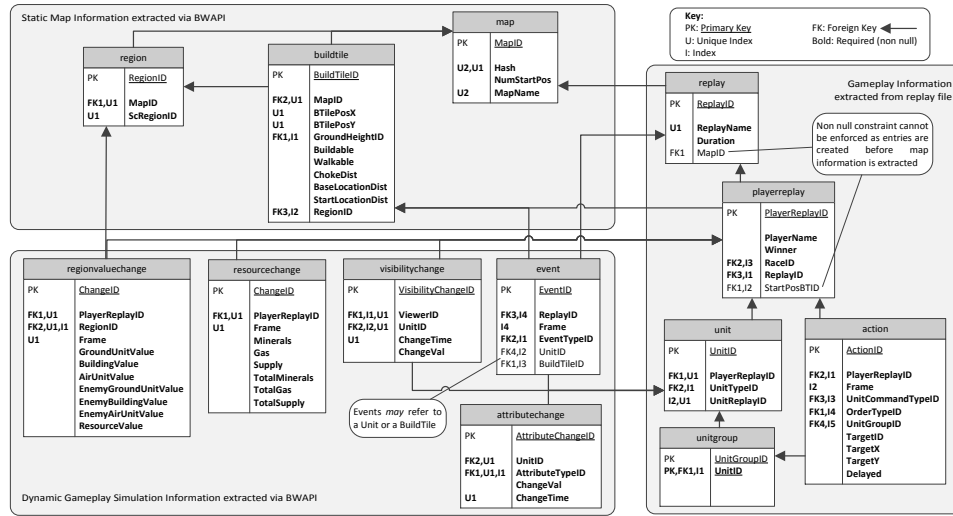 Static Map Information extracted via BWAPI
map
PK MapID
U2,U1 Hash
NumStartPos
U2 MapName
region
PK RegionID
FK1,U1 MapID
U1 ScRegionID
buildtile
PK BuildTileID
FK2,U1 MapID
U1 BTilePosX
U1 BTilePosY
FK1,I1 GroundHeightID
Buildable
Walkable
ChokeDist
BaseLocationDist
StartLocationDist
FK3,I2 RegionID
Key:
PK: Primary Key FK: Foreign Key
U: Unique Index Bold: Required (non null)
I: Index
Gameplay Information
extracted from replay file
replay
PK ReplayID
U1 ReplayName
Duration
FK1 MapID
Non null constraint cannot
be enforced as entries are
created before map
information is extracted
playerreplay
PK PlayerReplayID
PlayerName
Winner
FK2,I3 RaceID
FK3,I1 ReplayID
FK1,I2 StartPosBTID
regionvaluechange
PK ChangeID
FK1,U1 PlayerReplayID
FK2,U1,I1 RegionID
U1 Frame
GroundUnitValue
BuildingValue
AirUnitValue
EnemyGroundUnitValue
EnemyBuildingValue
EnemyAirUnitValue
ResourceValue
resourcechange
PK ChangeID
FK1,U1 PlayerReplayID
U1 Frame
Minerals
Gas
Supply
TotalMinerals
TotalGas
TotalSupply
visibilitychange
PK VisibilityChangeID
FK1,I1,U1 ViewerID
FK2,I2,U1 UnitID
U1 ChangeTime
ChangeVal
event
PK EventID
FK3,I4 ReplayID
I4 Frame
FK2,I1 EventTypeID
FK4,I2 UnitID
FK1,I3 BuildTileID
Events may refer to
a Unit or a BuildTile
attributechange
PK AttributeChangeID
FK2,U1 UnitID
FK1,U1,I1 AttributeTypeID
ChangeVal
U1 ChangeTime
unit
PK UnitID
FK1,U1 PlayerReplayID
FK2,I1 UnitTypeID
I2,U1 UnitReplayID
unitgroup
PK UnitGroupID
PK,FK1,I1 UnitID
action
PK ActionID
FK2,I1 PlayerReplayID
I2 Frame
FK3,I3 UnitCommandTypeID
FK1,I4 OrderTypeID
FK4,I5 UnitGroupID
TargetID
TargetX
TargetY
Delayed
Dynamic Gameplay Simulation Information extracted via BWAPI